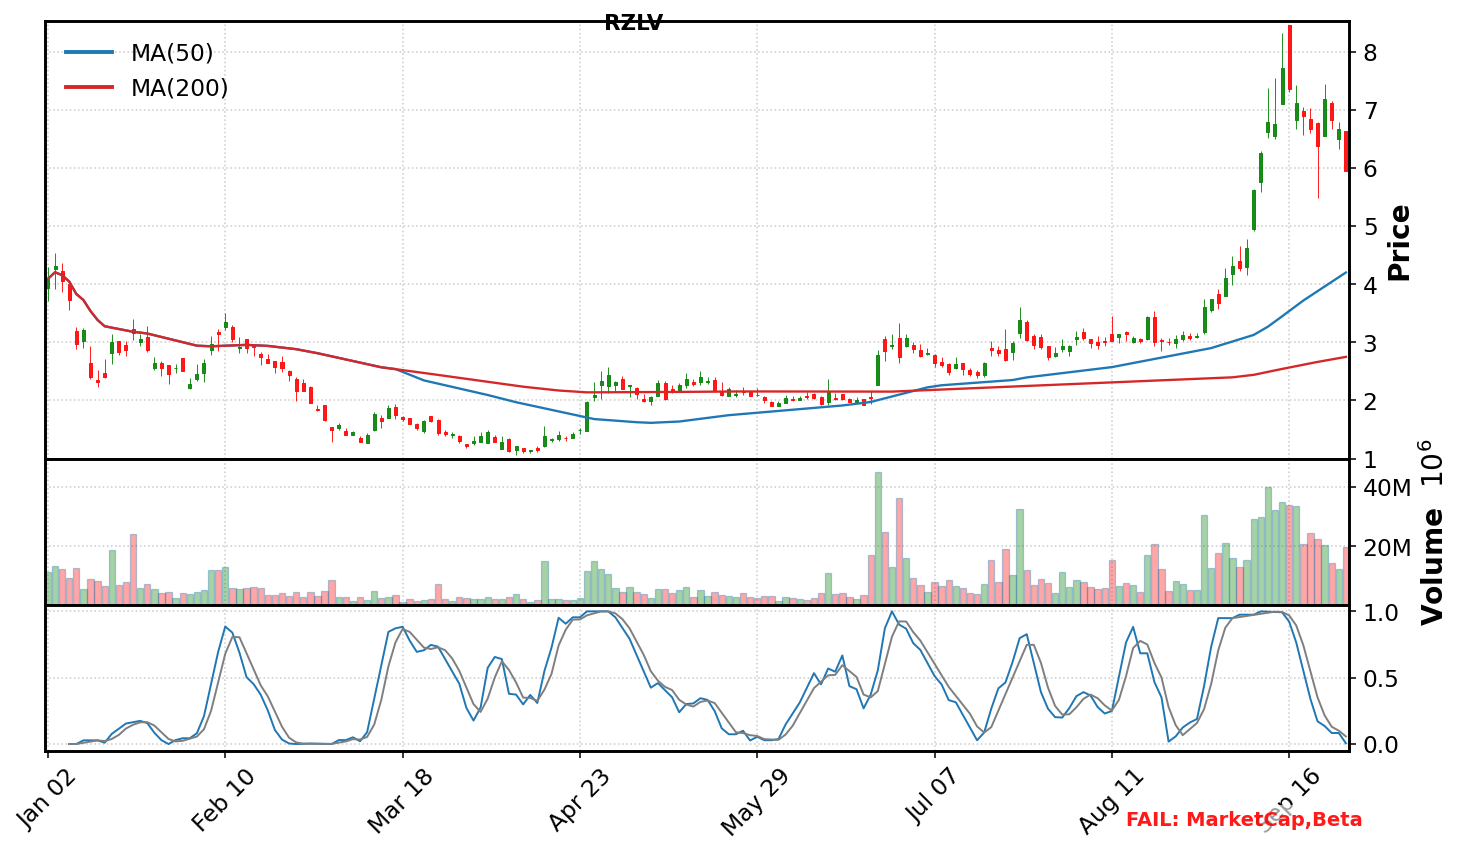 RZLV
MA(50)
MA(200)
8
7
6
5
4
3
2
1
Price
40M
20M
Volume 10^6
1.0
0.5
0.0
Jan 02
Feb 10
Mar 18
Apr 23
May 29
Jul 07
Aug 11
Sep 16
FAIL: MarketCap,Beta